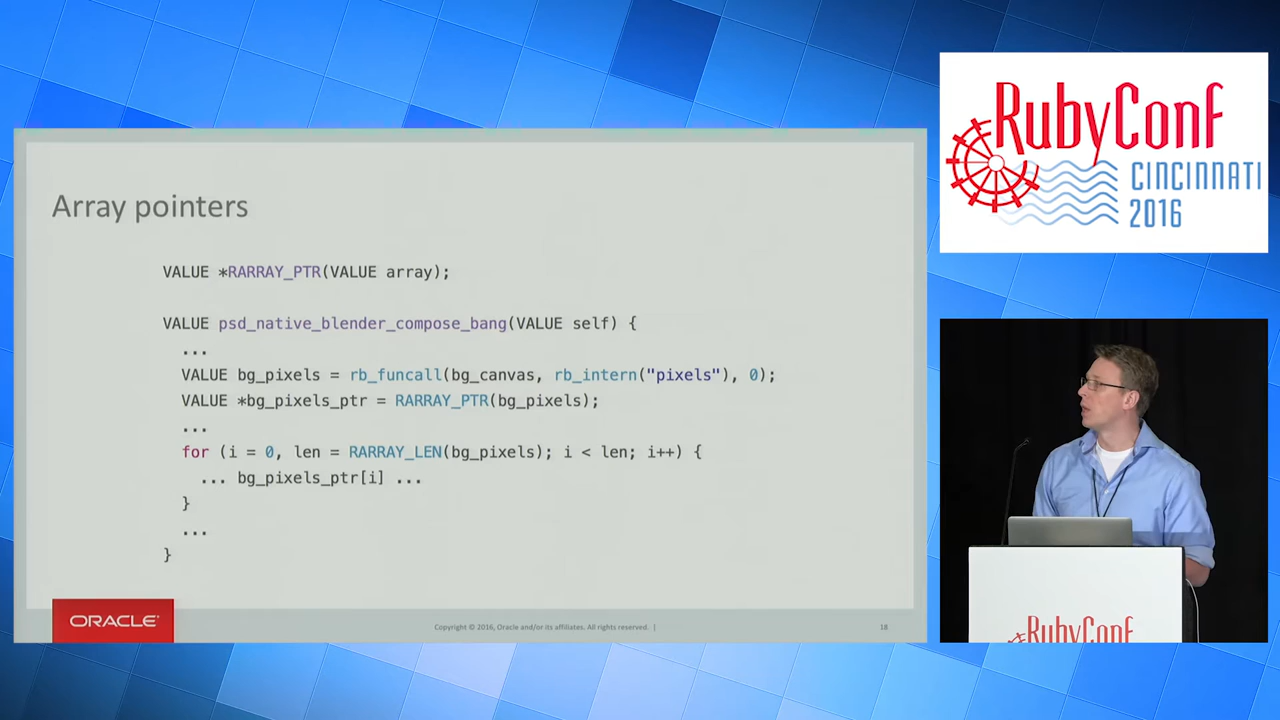 Array pointers
VALUE *RARRAY_PTR(VALUE array);
VALUE psd_native_blender_compose_bang(VALUE self) {
...
VALUE bg_pixels = rb_funcall(bg_canvas, rb_intern("pixels"), 0);
VALUE *bg_pixels_ptr = RARRAY_PTR(bg_pixels);
...
for (i = 0, len = RARRAY_LEN(bg_pixels); i < len; i++) {
... bg_pixels_ptr[i] ...
}
...
}
ORACLE
Copyright © 2016, Oracle and/or its affiliates. All rights reserved. |
18
RubyConf
CINCINNATI
2016
RubyConf